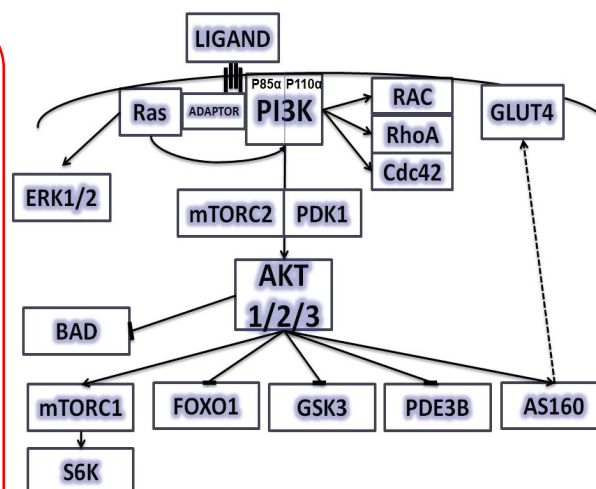 LIGAND
P85α P110α
Ras
ADAPTOR
PI3K
RAC
RhoA
Cdc42
GLUT4
ERK1/2
mTORC2
PDK1
AKT
1/2/3
BAD
mTORC1
FOXO1
GSK3
PDE3B
AS160
S6K